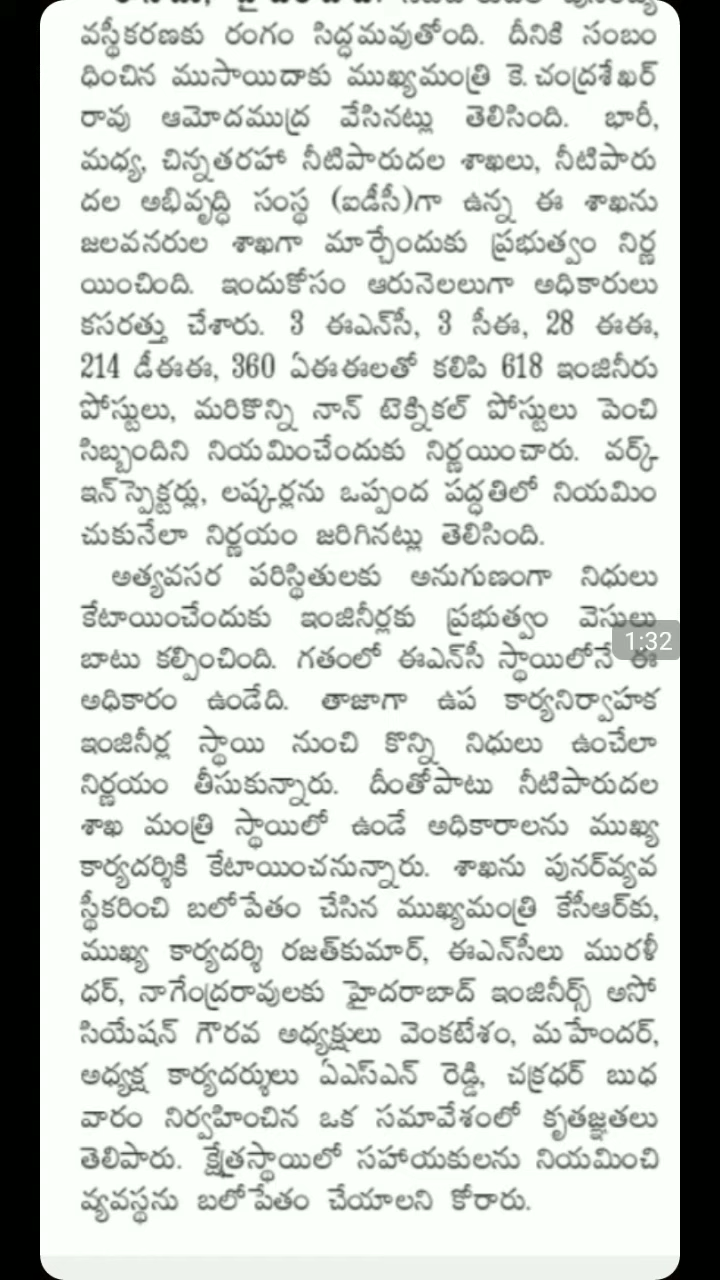 వస్థీకరణకు రంగం సిద్ధమవుతోంది. దీనికి సంబం
ధించిన ముసాయిదాకు ముఖ్యమంత్రి కె.చంద్రశేఖర్
రావు ఆమోదముద్ర వేసినట్లు తెలిసింది. భారీ,
మధ్య, చిన్నతరహా నీటిపారుదల శాఖలు, నీటిపారు
దల అభివృద్ధి సంస్థ (ఐడీసీ)గా ఉన్న ఈ శాఖను
జలవనరుల శాఖగా మార్చేందుకు ప్రభుత్వం నిర్ణ
యించింది. ఇందుకోసం ఆరునెలలుగా అధికారులు
కసరత్తు చేశారు. 3 ఈఎన్‌సీ, 3 సీఈ, 28 ఈఈ,
214 డీఈఈ, 360 ఏఈఈలతో కలిపి 618 ఇంజినీరు
పోస్టులు, మరికొన్ని నాన్ టెక్నికల్ పోస్టులు పెంచి
సిబ్బందిని నియమించేందుకు నిర్ణయించారు. వర్క్
ఇన్‌స్పెక్టర్లు, లష్కర్లను ఒప్పంద పద్ధతిలో నియమిం
చుకునేలా నిర్ణయం జరిగినట్లు తెలిసింది.
అత్యవసర పరిస్థితులకు అనుగుణంగా నిధులు
కేటాయించేందుకు ఇంజినీర్లకు ప్రభుత్వం వెసులు
బాటు కల్పించింది. గతంలో ఈఎన్‌సీ స్థాయిలోనే ఈ
1:32
అధికారం ఉండేది. తాజాగా ఉప కార్యనిర్వాహక
ఇంజినీర్ల స్థాయి నుంచి కొన్ని నిధులు ఉంచేలా
నిర్ణయం తీసుకున్నారు. దీంతోపాటు నీటిపారుదల
శాఖ మంత్రి స్థాయిలో ఉండే అధికారాలను ముఖ్య
కార్యదర్శికి కేటాయించనున్నారు. శాఖను పునర్‌వ్యవ
స్థీకరించి బలోపేతం చేసిన ముఖ్యమంత్రి కేసీఆర్‌కు,
ముఖ్య కార్యదర్శి రజత్‌కుమార్, ఈఎన్‌సీలు మురళీ
ధర్, నాగేంద్రరావులకు హైదరాబాద్ ఇంజినీర్స్ అసో
సియేషన్ గౌరవ అధ్యక్షులు వెంకటేశం, మహేందర్,
అధ్యక్ష కార్యదర్శులు ఏఎస్ఎన్ రెడ్డి, చక్రధర్ బుధ
వారం నిర్వహించిన ఒక సమావేశంలో కృతజ్ఞతలు
తెలిపారు. క్షేత్రస్థాయిలో సహాయకులను నియమించి
వ్యవస్థను బలోపేతం చేయాలని కోరారు.